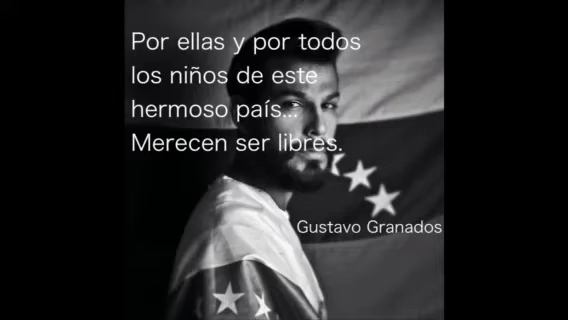 Por ellas y por todos
los niños de este
hermoso país...
Merecen ser libres.
Gustavo Granados